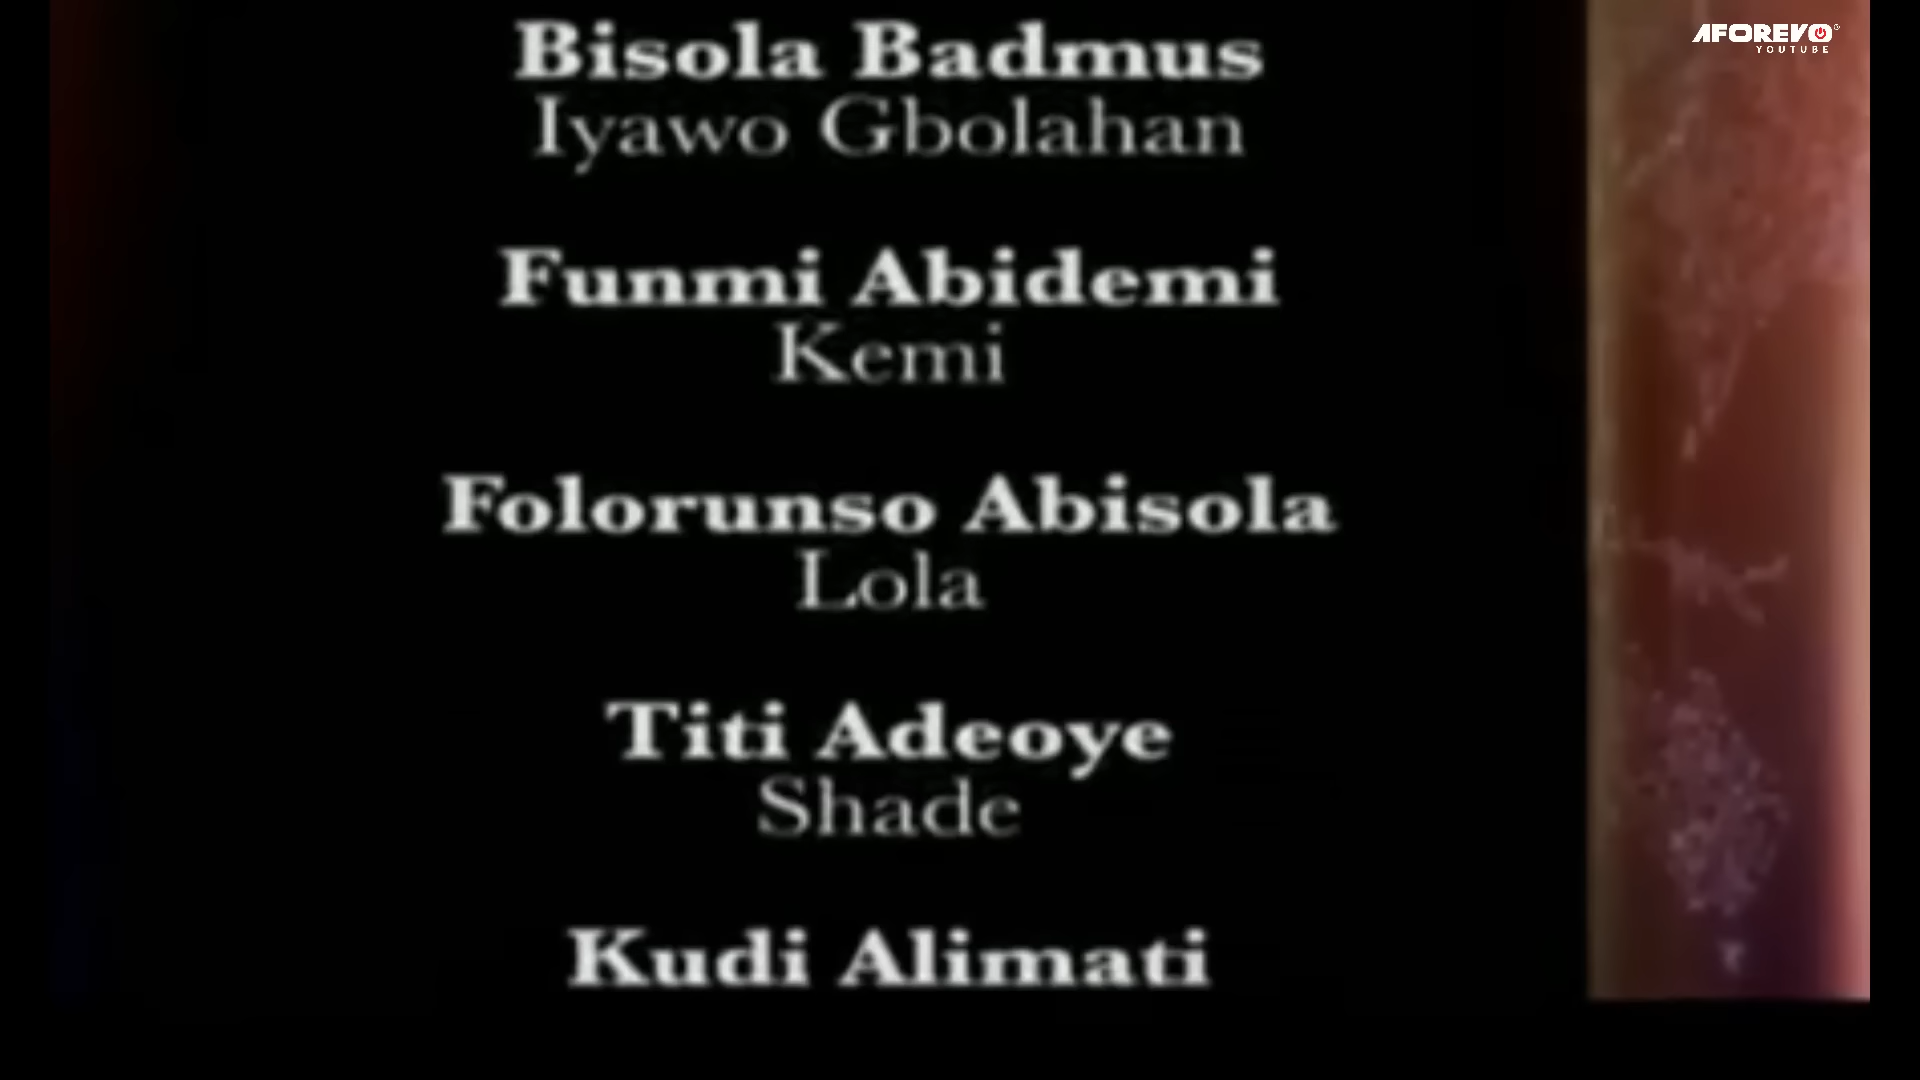 AFOREVO
YOUTUBE
Bisola Badmus
Iyawo Gbolahan
Funmi Abidemi
Kemi
Folorunso Abisola
Lola
Titi Adeoye
Shade
Kudi Alimati